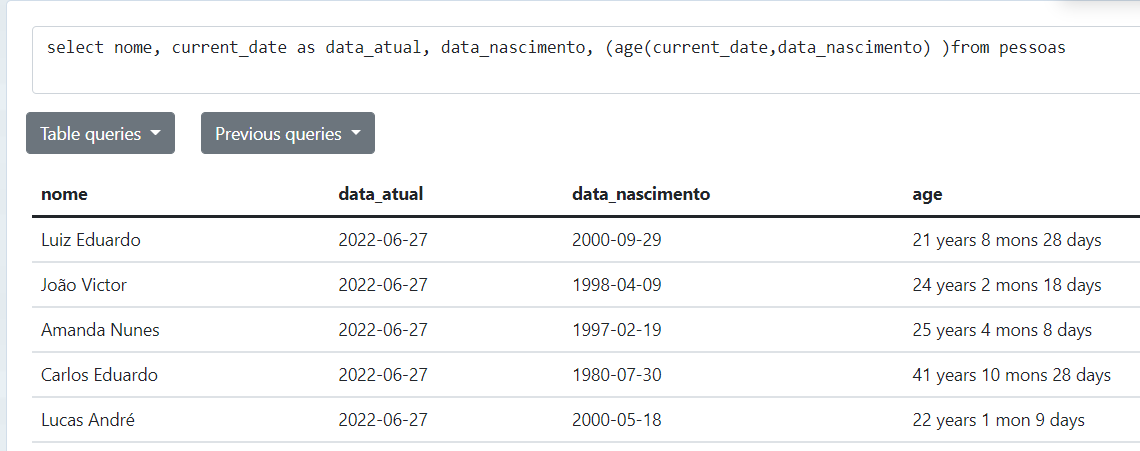 select nome, current_date as data_atual, data_nascimento, (age(current_date,data_nascimento) )from pessoas
Table queries Previous queries
nome data_atual data_nascimento age
Luiz Eduardo 2022-06-27 2000-09-29 21 years 8 mons 28 days
João Victor 2022-06-27 1998-04-09 24 years 2 mons 18 days
Amanda Nunes 2022-06-27 1997-02-19 25 years 4 mons 8 days
Carlos Eduardo 2022-06-27 1980-07-30 41 years 10 mons 28 days
Lucas André 2022-06-27 2000-05-18 22 years 1 mon 9 days